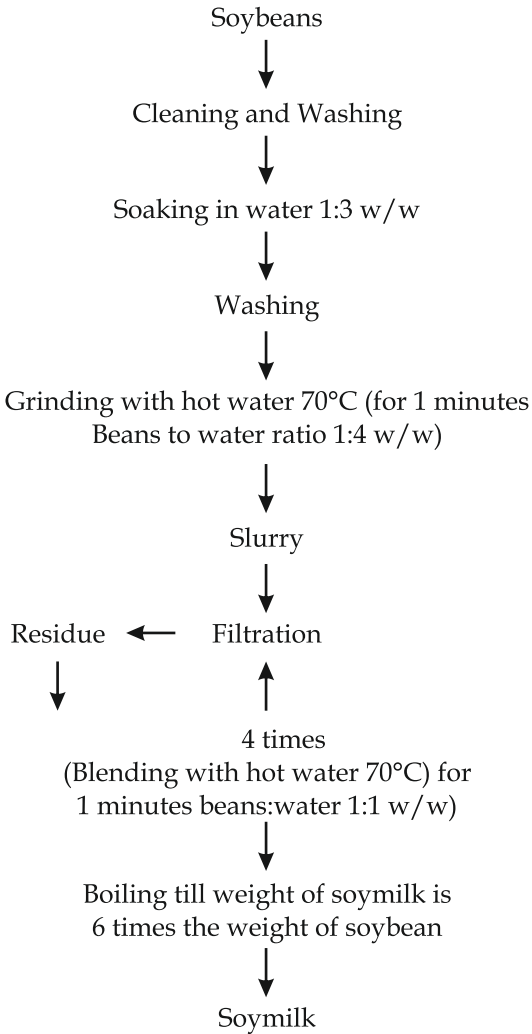 Soybeans
Cleaning and Washing
Soaking in water 1:3 w/w
Washing
Grinding with hot water 70°C (for 1 minutes
Beans to water ratio 1:4 w/w)
Slurry
Residue Filtration
4 times
(Blending with hot water 70°C) for
1 minutes beans:water 1:1 w/w)
Boiling till weight of soymilk is
6 times the weight of soybean
Soymilk